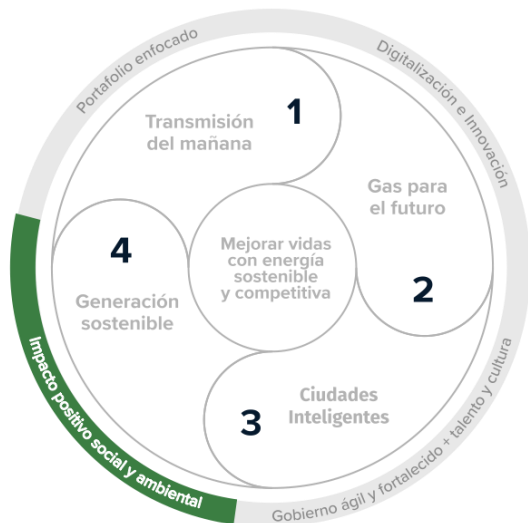 Portafolio enfocado
Digitalización e Innovación
1
Transmisión
del mañana
Gas para
el futuro
2
Mejorar vidas
con energía
sostenible
y competitiva
4
Generación
sostenible
3
Ciudades
Inteligentes
Impacto positivo social y ambiental
Gobierno ágil y fortalecido + talento y cultura